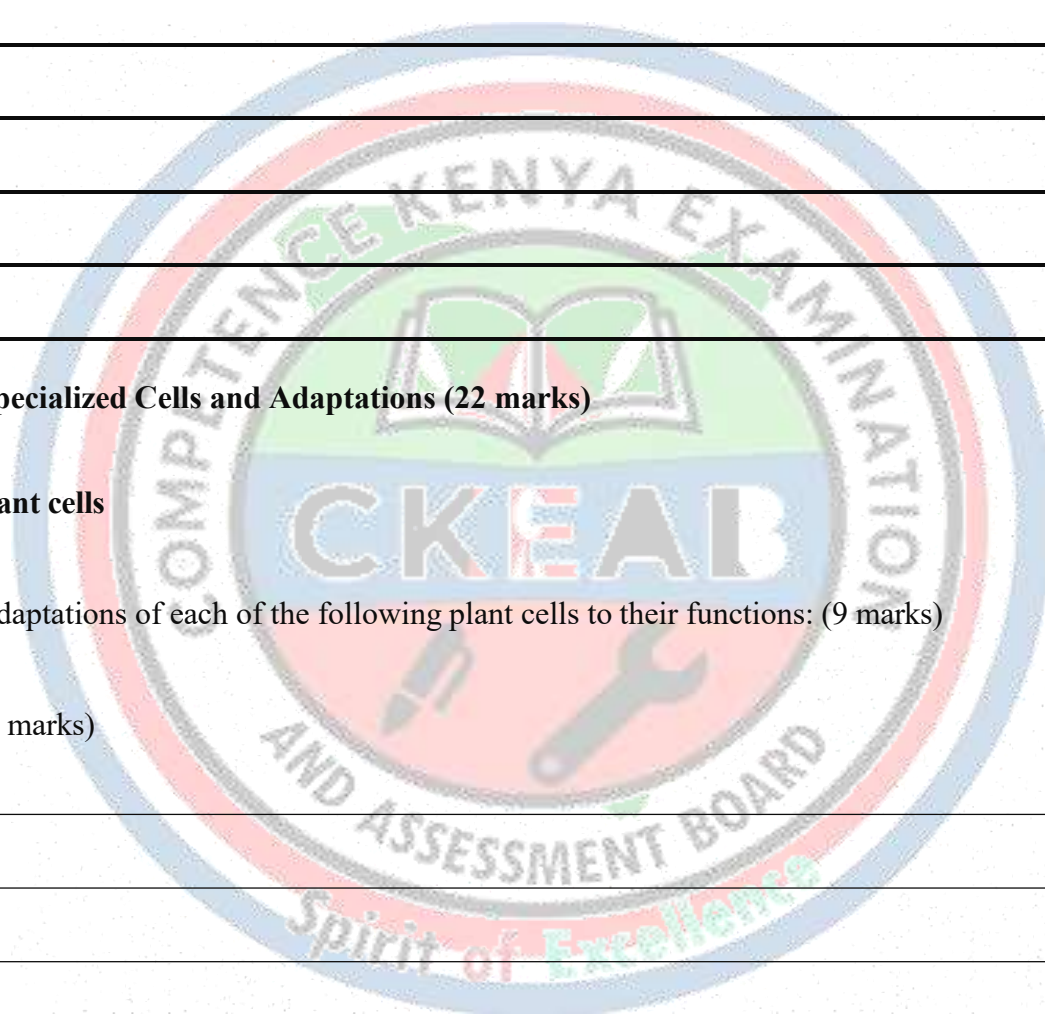 COMPETENCE KENYA EXAMINATION
pecialized Cells and Adaptations (22 marks)
ant cells
CKEAB
daptations of each of the following plant cells to their functions: (9 marks)
marks)
AND ASSESSMENT BOARD
Spirit of Excellence